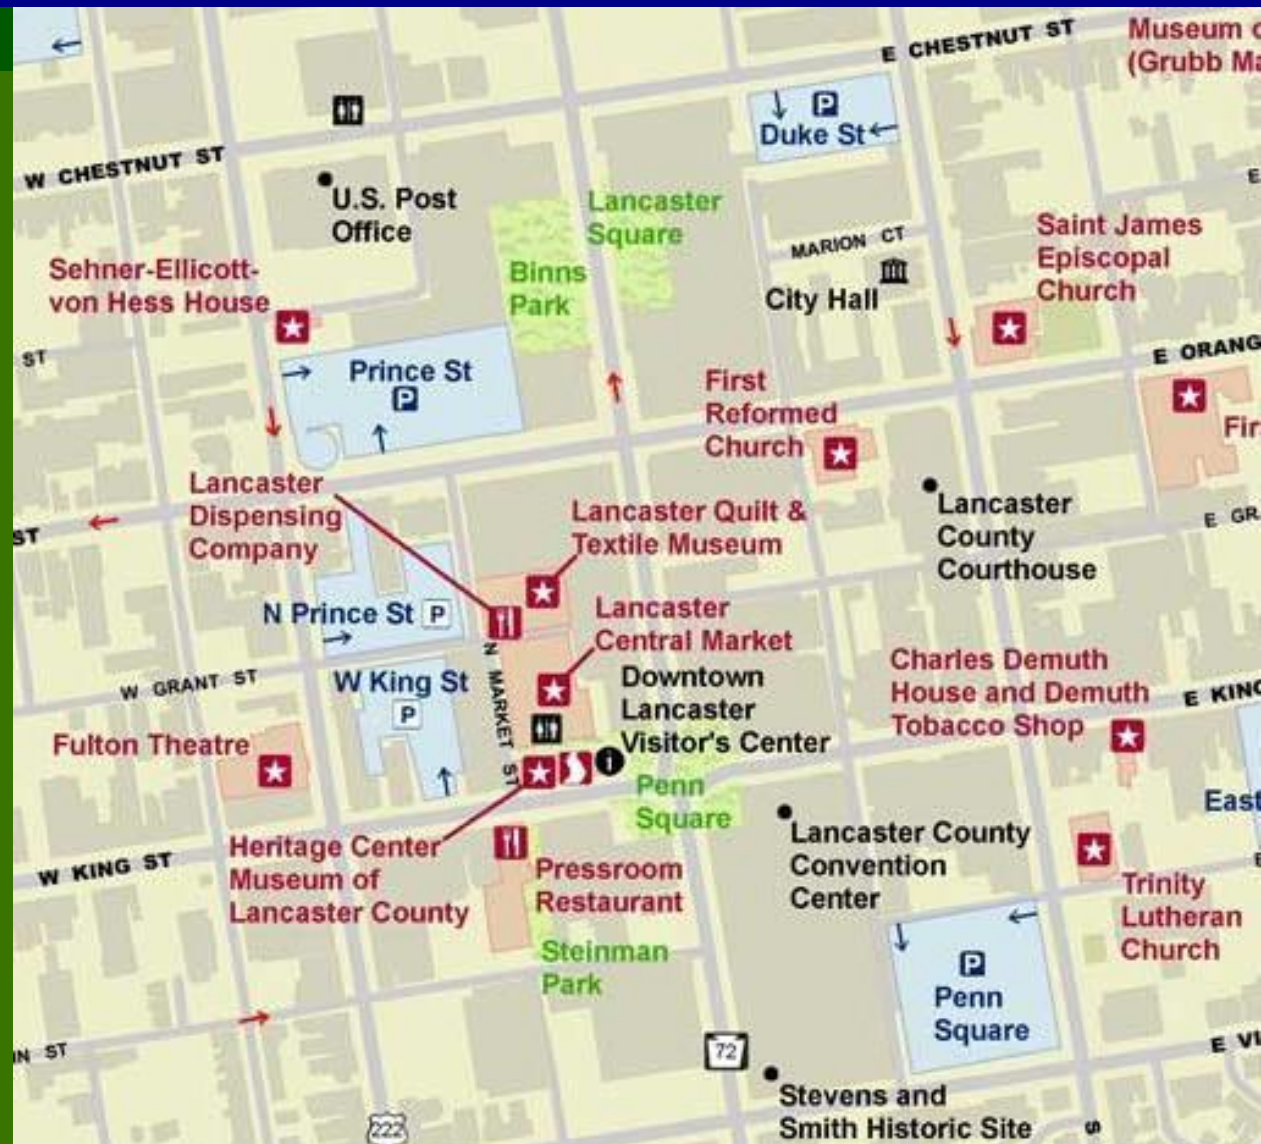 E CHESTNUT ST
Museum
(Grubb
P
Duke St
W CHESTNUT ST
U.S. Post
Office
Lancaster
Square
MARION CT
Saint James
Episcopal
Church
Sehner-Ellicott-
von Hess House
Binns
Park
City Hall
ST
Prince St
P
First
Reformed
Church
E ORANG
Lancaster
Dispensing
Company
Lancaster Quilt &
Textile Museum
Lancaster
County
Courthouse
E GR
ST
N Prince St P
Lancaster
Central Market
W GRANT ST
W King St
P
N MARKET ST
Downtown
Lancaster
Visitor's Center
i
Charles Demuth
House and Demuth
Tobacco Shop
E KING
Fulton Theatre
Penn
Square
East
Heritage Center
Museum of
Lancaster County
W KING ST
Pressroom
Restaurant
Lancaster County
Convention
Center
Trinity
Lutheran
Church
Steinman
Park
P
Penn
Square
IN ST
72
E VI
Stevens and
Smith Historic Site
222
S